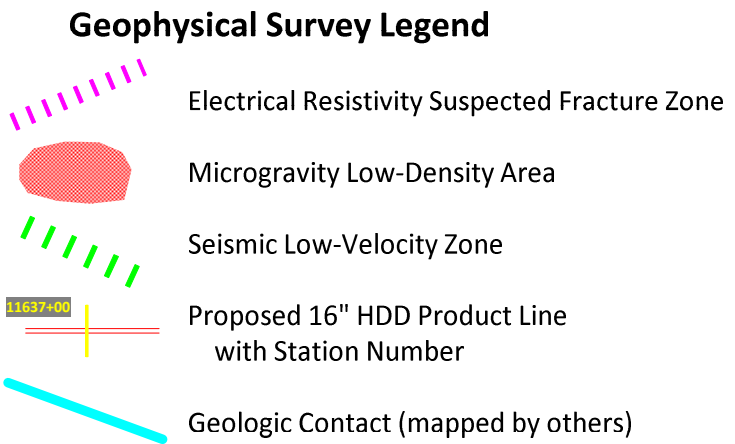 Geophysical Survey Legend
Electrical Resistivity Suspected Fracture Zone
Microgravity Low-Density Area
Seismic Low-Velocity Zone
11637+00
Proposed 16" HDD Product Line
with Station Number
Geologic Contact (mapped by others)